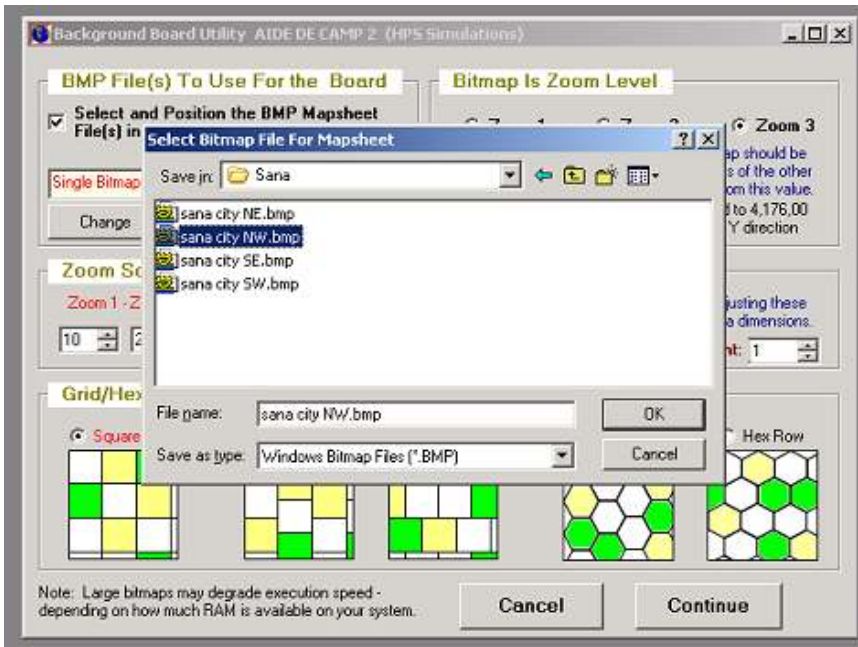 Background Board Utility AIDE DE CAMP 2 (HPS Simulations)
BMP File(s) To Use For the Board
Bitmap Is Zoom Level
Select and Position the BMP Mapsheet
File(s) in
Zoom 3
Select Bitmap File For Mapsheet
ap should be
s of the other
om this value.
d to 4,176,00
Y direction
Single Bitmap
Change
Save in:
Sana
sana city NE.bmp
sana city NW.bmp
sana city SE.bmp
sana city SW.bmp
Zoom Sc
Zoom 1 - Z
10
2
justing these
a dimensions.
nt: 1
Grid/Hex
File name: sana city NW.bmp
OK
Square
Save as type: Windows Bitmap Files (*.BMP)
Cancel
Hex Row
Note: Large bitmaps may degrade execution speed -
depending on how much RAM is available on your system.
Cancel
Continue